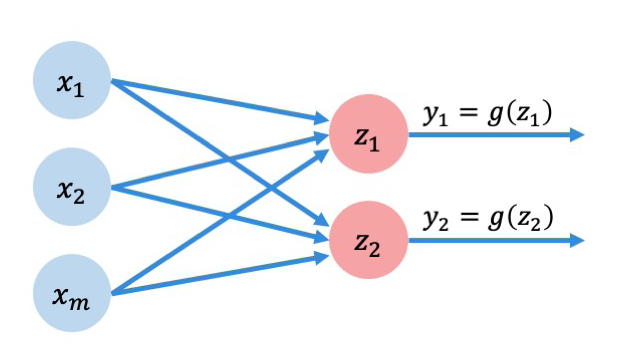 x₁
x₂
xₘ
z₁
z₂
y₁ = g(z₁)
y₂ = g(z₂)